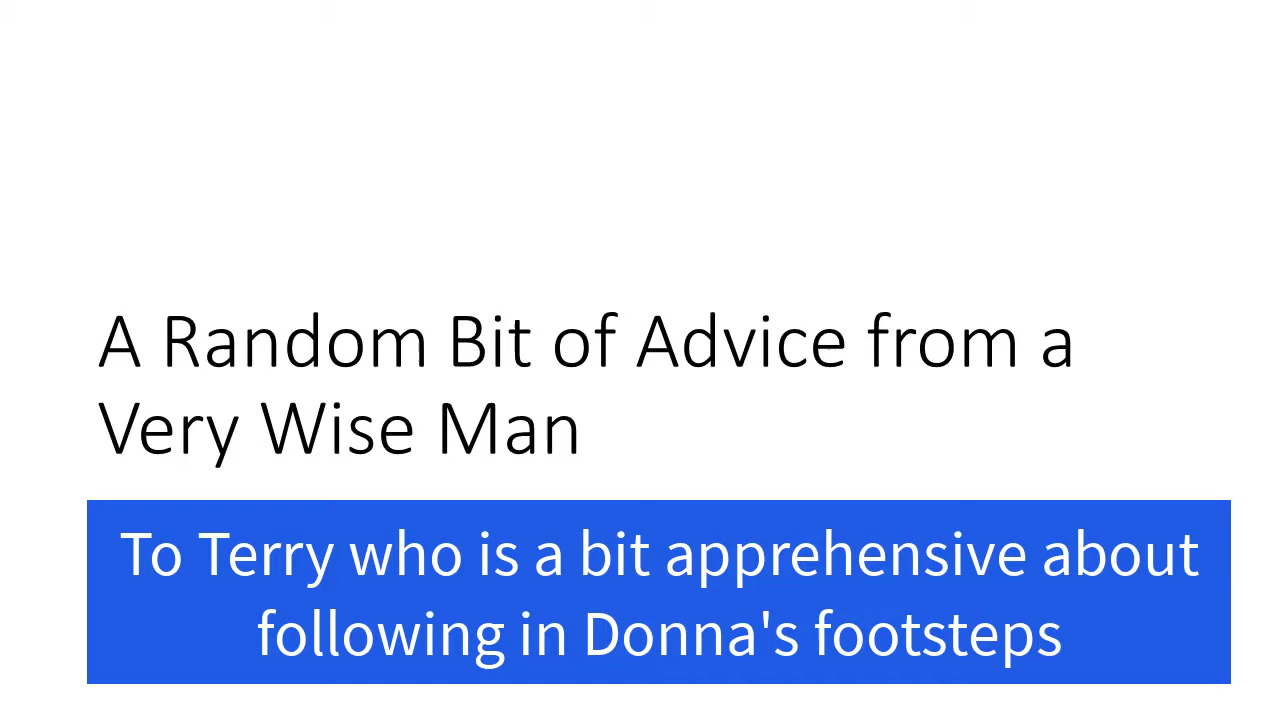 A Random Bit of Advice from a
Very Wise Man
To Terry who is a bit apprehensive about
following in Donna's footsteps